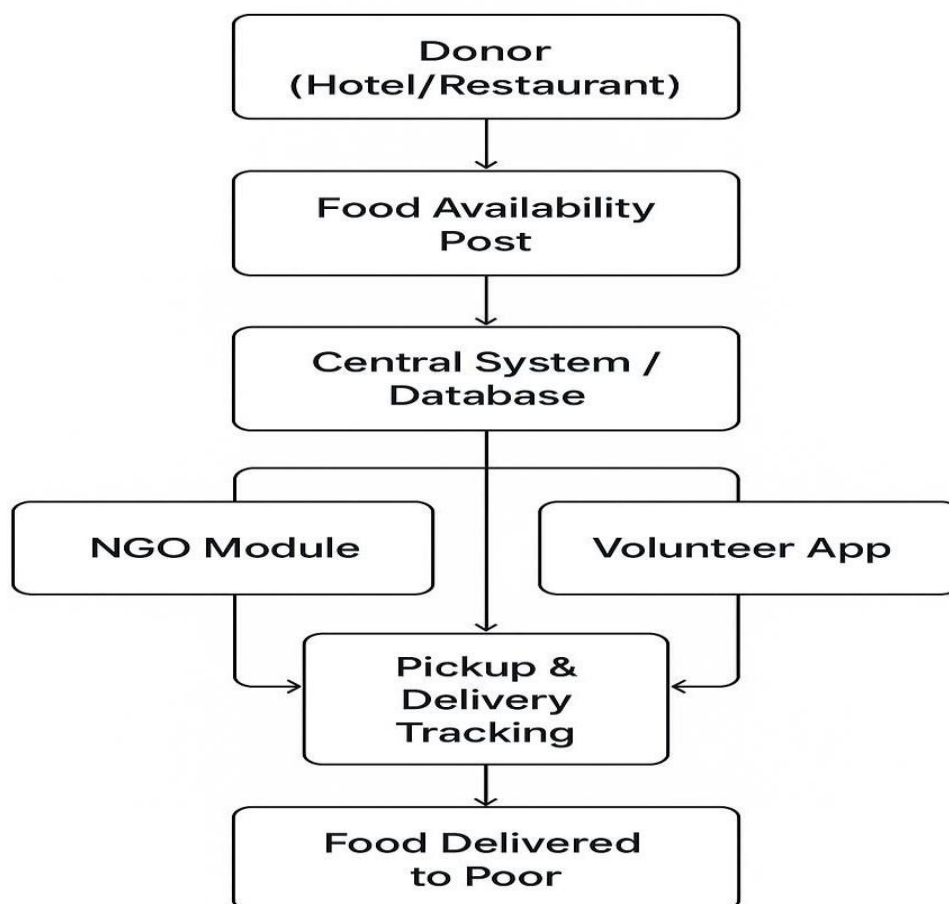 Donor
(Hotel/Restaurant)
Food Availability
Post
Central System /
Database
NGO Module
Volunteer App
Pickup &
Delivery
Tracking
Food Delivered
to Poor